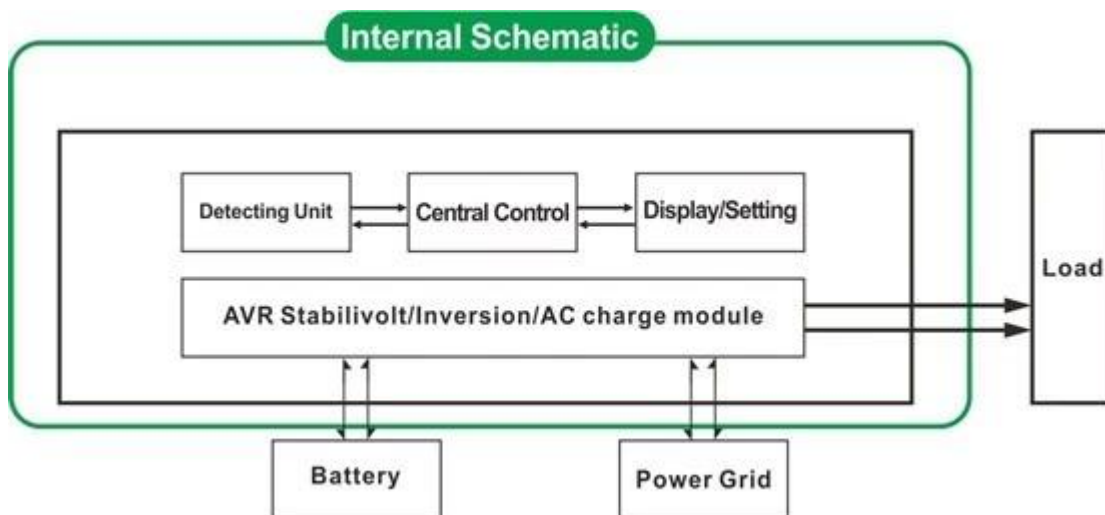 Internal Schematic
Detecting Unit
Central Control
Display/Setting
AVR Stabilivolt/Inversion/AC charge module
Load
Battery
Power Grid